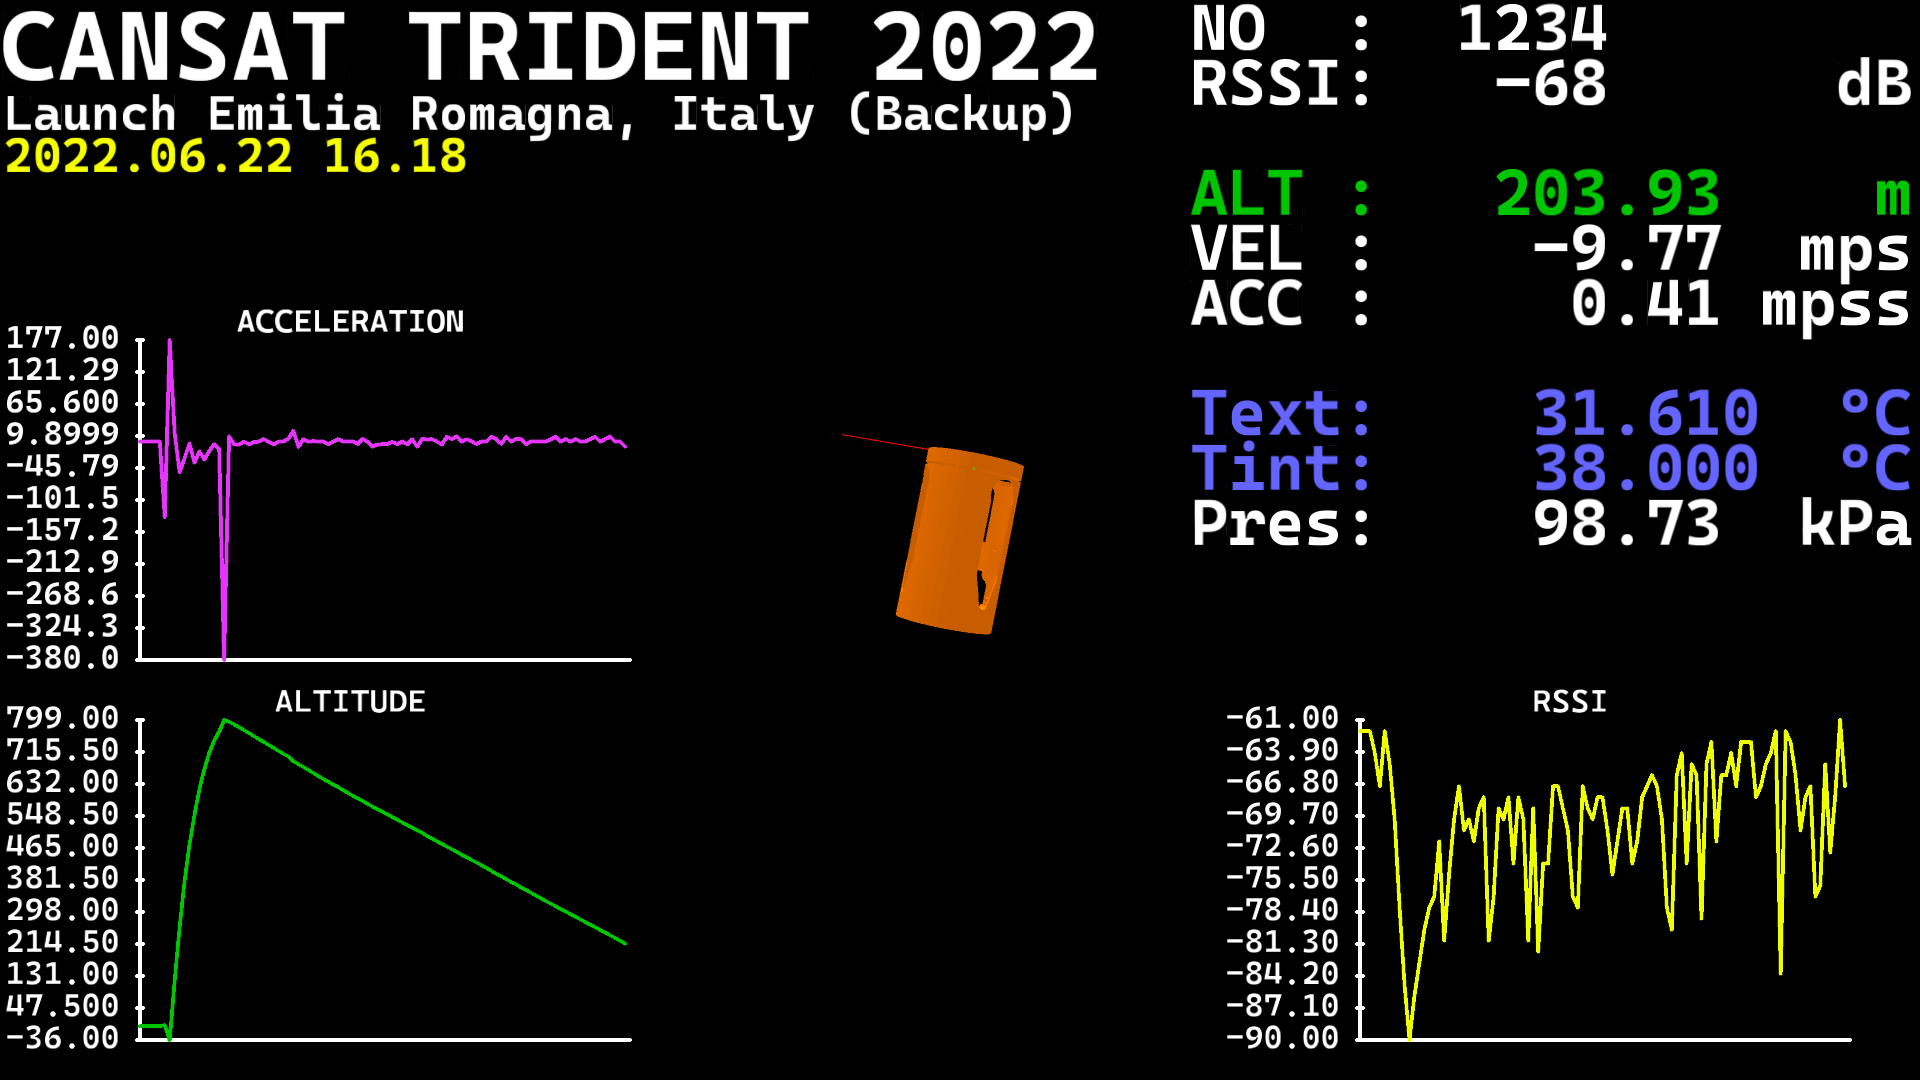 CANSAT TRIDENT 2022
Launch Emilia Romagna, Italy (Backup)
2022.06.22 16.18
NO : 1234
RSSI: -68 dB
ALT : 203.93 m
VEL : -9.77 mps
ACC : 0.41 mpss
Text: 31.610 °C
Tint: 38.000 °C
Pres: 98.73 kPa
ACCELERATION
177.00
121.29
65.600
9.8999
-45.79
-101.5
-157.2
-212.9
-268.6
-324.3
-380.0
ALTITUDE
799.00
715.50
632.00
548.50
465.00
381.50
298.00
214.50
131.00
47.500
-36.00
RSSI
-61.00
-63.90
-66.80
-69.70
-72.60
-75.50
-78.40
-81.30
-84.20
-87.10
-90.00